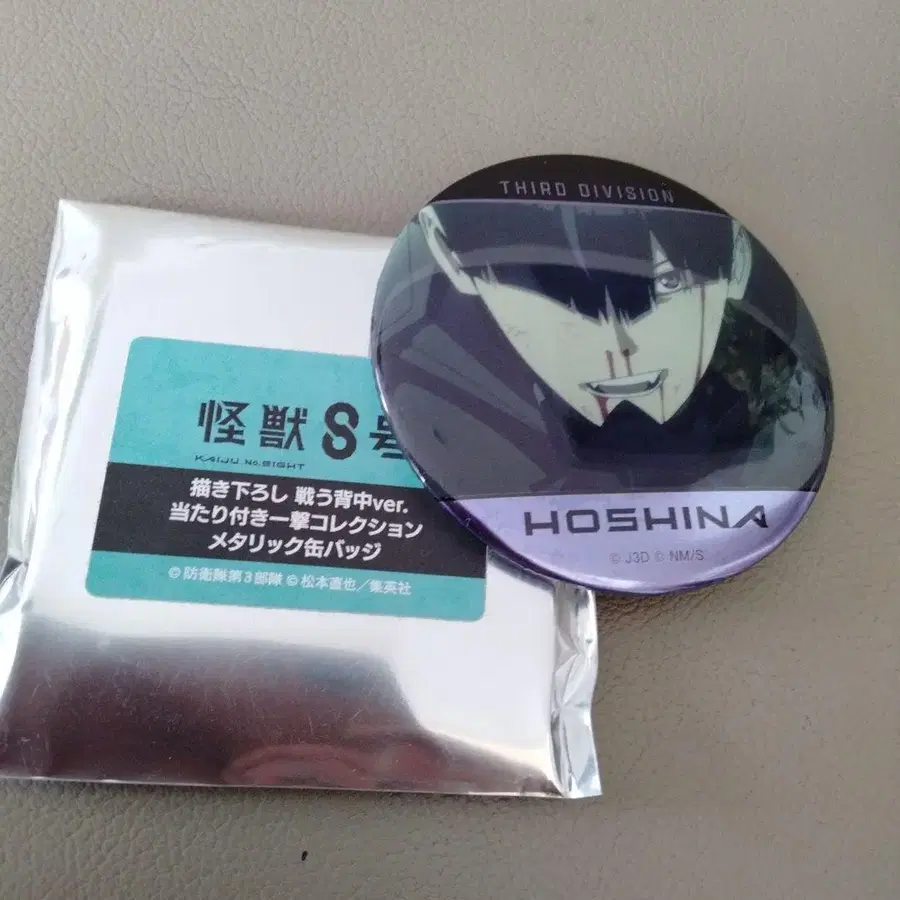 怪獣8号
KAIJU No.EIGHT
描き下ろし 戦う背中ver.
当たり付き一撃コレクション
メタリック缶バッジ
©防衛隊第3部隊 ©松本直也／集英社
THIRD DIVISION
HOSHINA
© J3D © NM/S